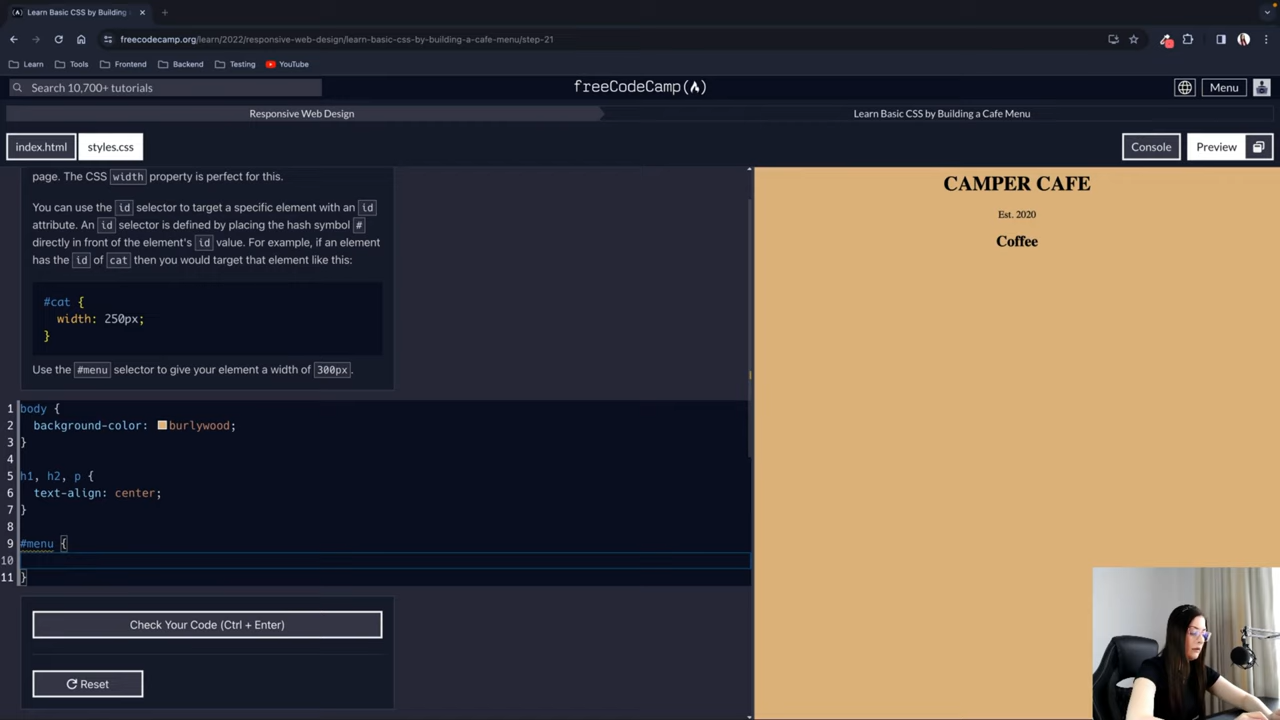 Learn Basic CSS by Building
freecodecamp.org/learn/2022/responsive-web-design/learn-basic-css-by-building-a-cafe-menu/step-21
Learn Tools Frontend Backend Testing YouTube
Search 10,700+ tutorials
freeCodeCamp(🔥)
Menu
Responsive Web Design
Learn Basic CSS by Building a Cafe Menu
index.html
styles.css
Console
Preview
page. The CSS width property is perfect for this.
You can use the id selector to target a specific element with an id
attribute. An id selector is defined by placing the hash symbol #
directly in front of the element's id value. For example, if an element
has the id of cat then you would target that element like this:
#cat {
width: 250px;
}
Use the #menu selector to give your element a width of 300px.
1 body {
2 background-color: burlywood;
3 }
4
5 h1, h2, p {
6 text-align: center;
7 }
8
9 #menu {
10
11 }
Check Your Code (Ctrl + Enter)
Reset
CAMPER CAFE
Est. 2020
Coffee